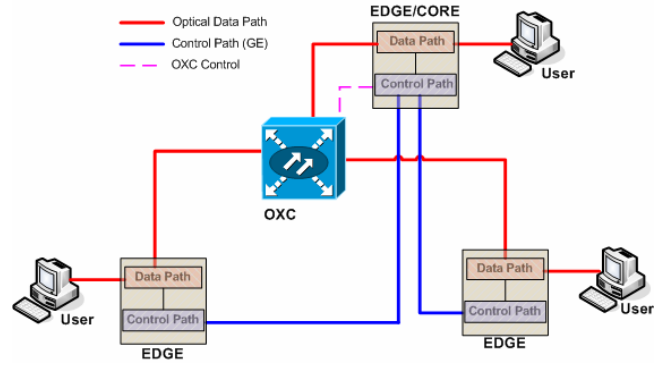 EDGE/CORE
Optical Data Path
Control Path (GE)
OXC Control
Data Path
Control Path
User
OXC
Data Path
Control Path
User
EDGE
Data Path
Control Path
User
EDGE